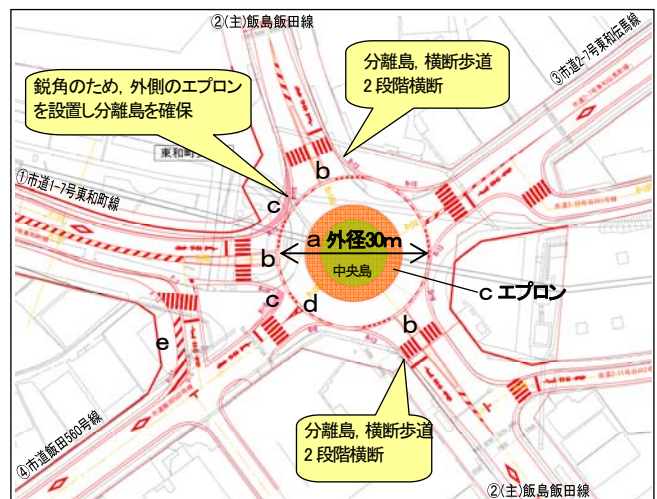 ②(主)飯島飯田線
分離島，横断歩道
2段階横断
③市道2-7号東和伝馬線
鋭角のため，外側のエプロン
を設置し分離島を確保
①市道1-7号東和町線
b
c
a 外径30m
b
中央島
c エプロン
c
d
b
e
分離島，横断歩道
2段階横断
④市道飯田560号線
②(主)飯島飯田線